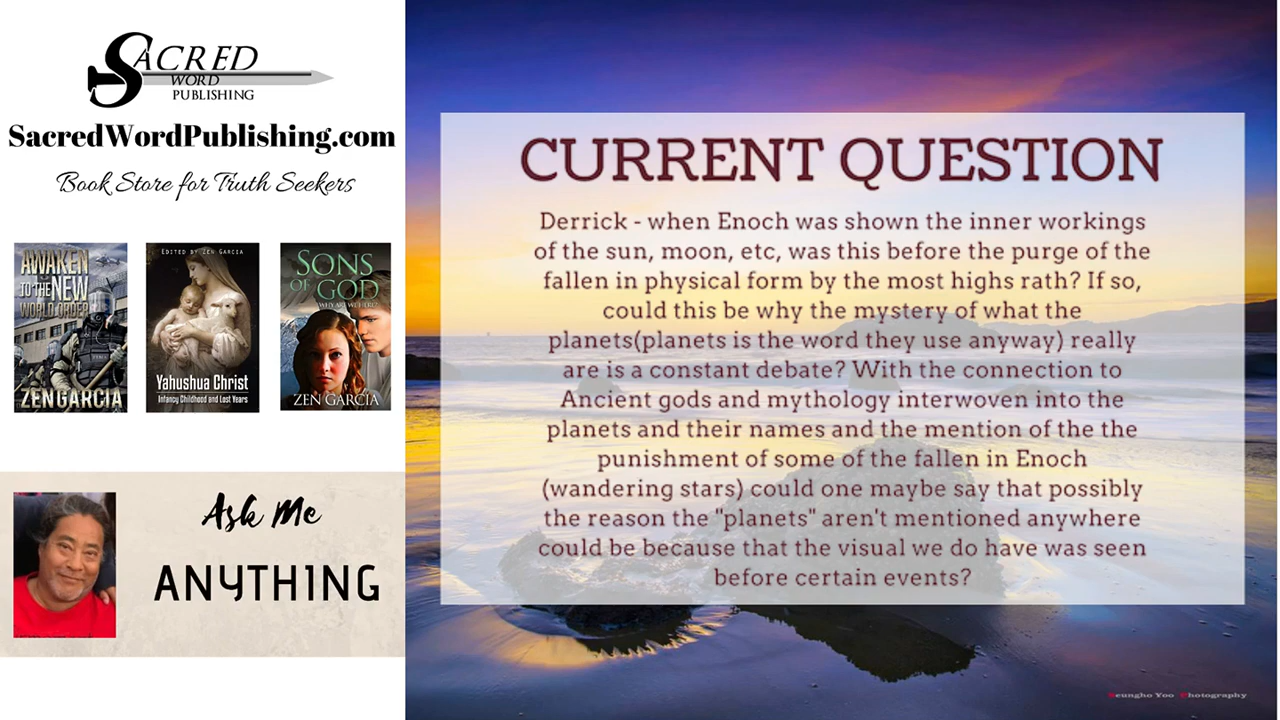 SACRED
WORD
PUBLISHING
SacredWordPublishing.com
Book Store for Truth Seekers
AWAKEN
TO THE NEW
WORLD ORDER
ZEN GARCIA
EDITED BY ZEN GARCIA
Yahushua Christ
Infancy Childhood and Lost Years
SONS
OF GOD
WHY ARE WE HERE?
ZEN GARCIA
Ask Me
ANYTHING
CURRENT QUESTION
Derrick - when Enoch was shown the inner workings
of the sun, moon, etc, was this before the purge of the
fallen in physical form by the most highs rath? If so,
could this be why the mystery of what the
planets(planets is the word they use anyway) really
are is a constant debate? With the connection to
Ancient gods and mythology interwoven into the
planets and their names and the mention of the the
punishment of some of the fallen in Enoch
(wandering stars) could one maybe say that possibly
the reason the "planets" aren't mentioned anywhere
could be because that the visual we do have was seen
before certain events?
Seungho Yoo Photography